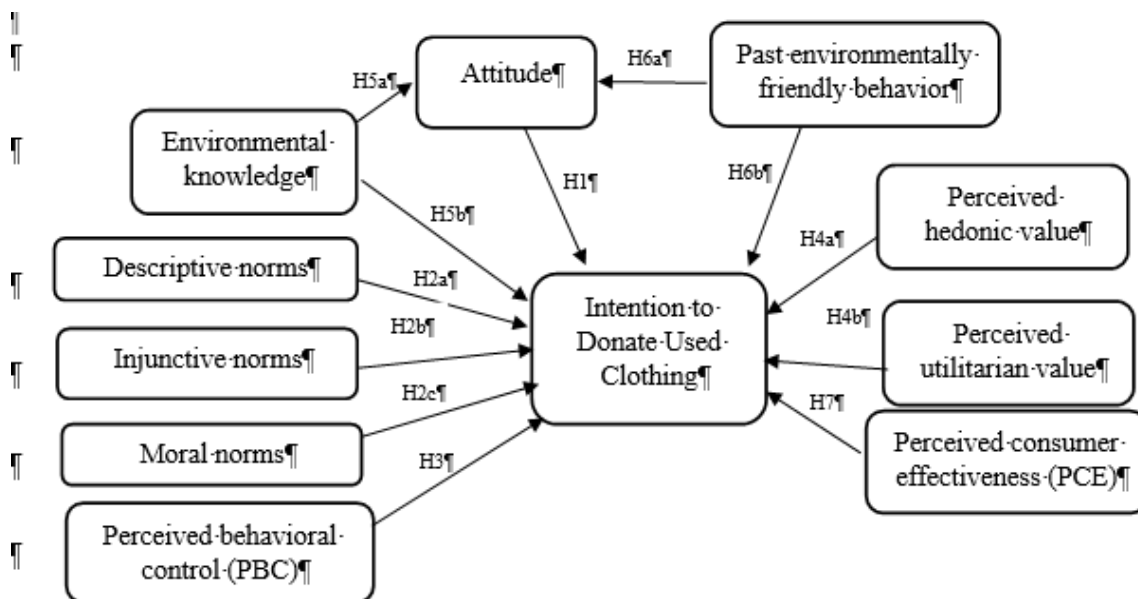 ¶
¶
Attitude¶
H6a¶
Past·environmentally·
friendly·behavior¶
H5a¶
¶
Environmental·
knowledge¶
H1¶
H6b¶
Perceived·
hedonic·value¶
H5b¶
H4a¶
Descriptive·norms¶
¶
H2a¶
Intention·to·
Donate·Used·
Clothing¶
H2b¶
H4b¶
Injunctive·norms¶
¶
Perceived·
utilitarian·value¶
H2c¶
H7¶
Moral·norms¶
¶
H3¶
Perceived·consumer·
effectiveness·(PCE)¶
Perceived·behavioral·
control·(PBC)¶
¶